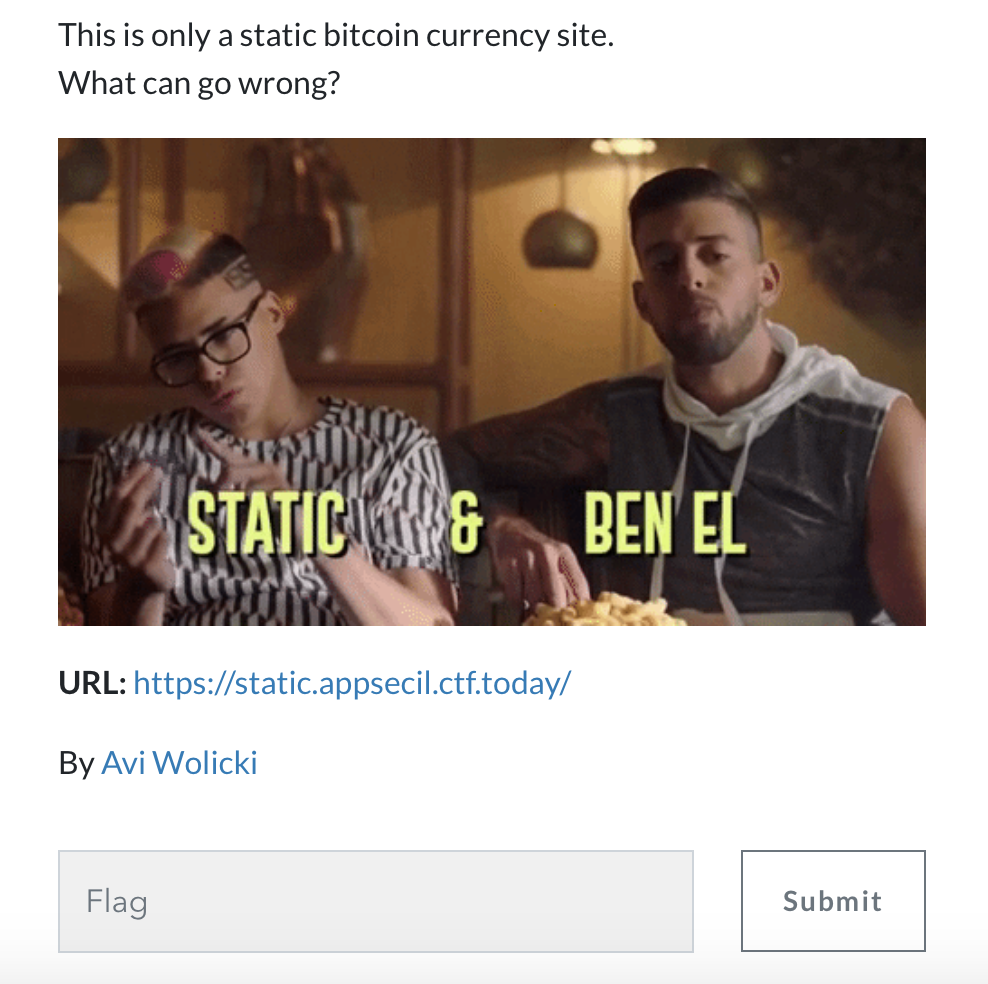 This is only a static bitcoin currency site.
What can go wrong?
STATIC & BEN EL
URL: https://static.appsecil.ctf.today/
By Avi Wolicki
Flag
Submit